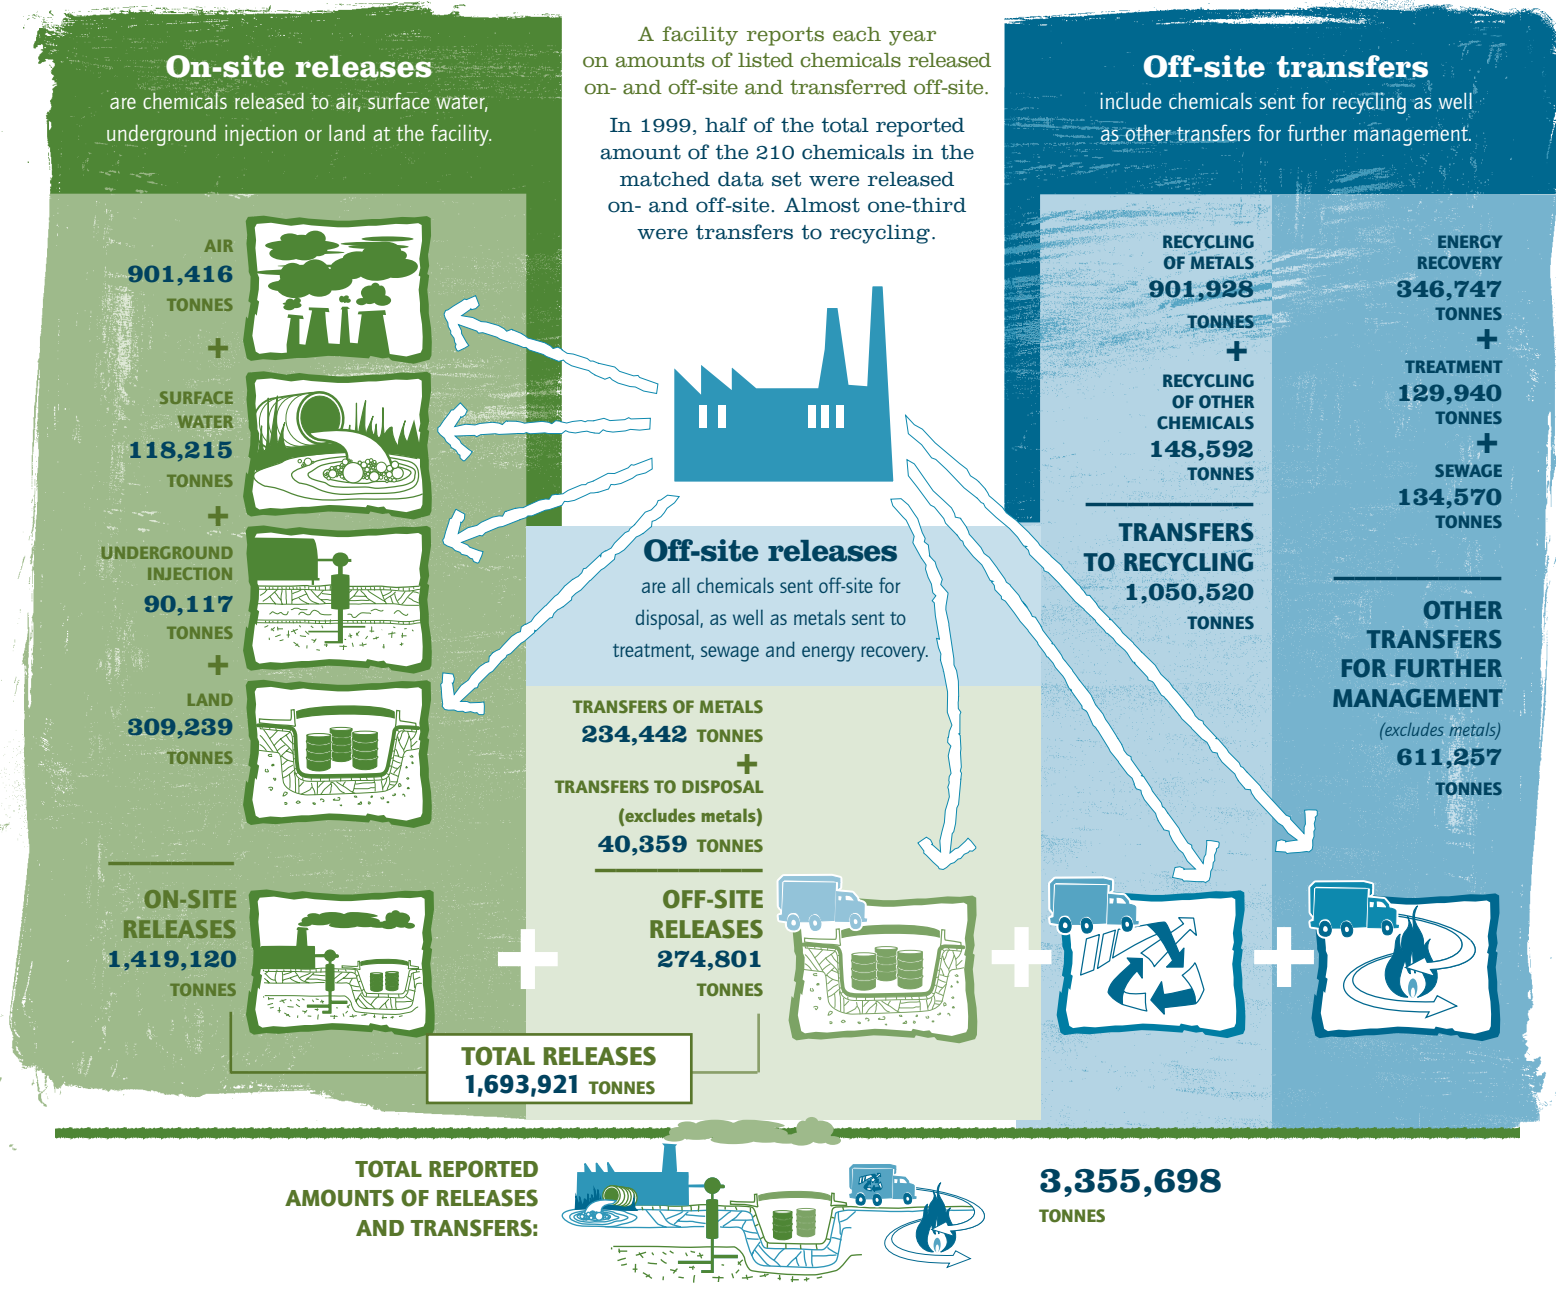 On-site releases
are chemicals released to air, surface water,
underground injection or land at the facility.
A facility reports each year
on amounts of listed chemicals released
on- and off-site and transferred off-site.
In 1999, half of the total reported
amount of the 210 chemicals in the
matched data set were released
on- and off-site. Almost one-third
were transfers to recycling.
Off-site transfers
include chemicals sent for recycling as well
as other transfers for further management.
AIR
901,416
TONNES
+
SURFACE
WATER
118,215
TONNES
+
UNDERGROUND
INJECTION
90,117
TONNES
+
LAND
309,239
TONNES
ON-SITE
RELEASES
1,419,120
TONNES
+
Off-site releases
are all chemicals sent off-site for
disposal, as well as metals sent to
treatment, sewage and energy recovery.
TRANSFERS OF METALS
234,442 TONNES
+
TRANSFERS TO DISPOSAL
(excludes metals)
40,359 TONNES
OFF-SITE
RELEASES
274,801
TONNES
TOTAL RELEASES
1,693,921 TONNES
+
RECYCLING
OF METALS
901,928
TONNES
+
RECYCLING
OF OTHER
CHEMICALS
148,592
TONNES
TRANSFERS
TO RECYCLING
1,050,520
TONNES
+
ENERGY
RECOVERY
346,747
TONNES
+
TREATMENT
129,940
TONNES
+
SEWAGE
134,570
TONNES
OTHER
TRANSFERS
FOR FURTHER
MANAGEMENT
(excludes metals)
611,257
TONNES
TOTAL REPORTED
AMOUNTS OF RELEASES
AND TRANSFERS:
3,355,698
TONNES